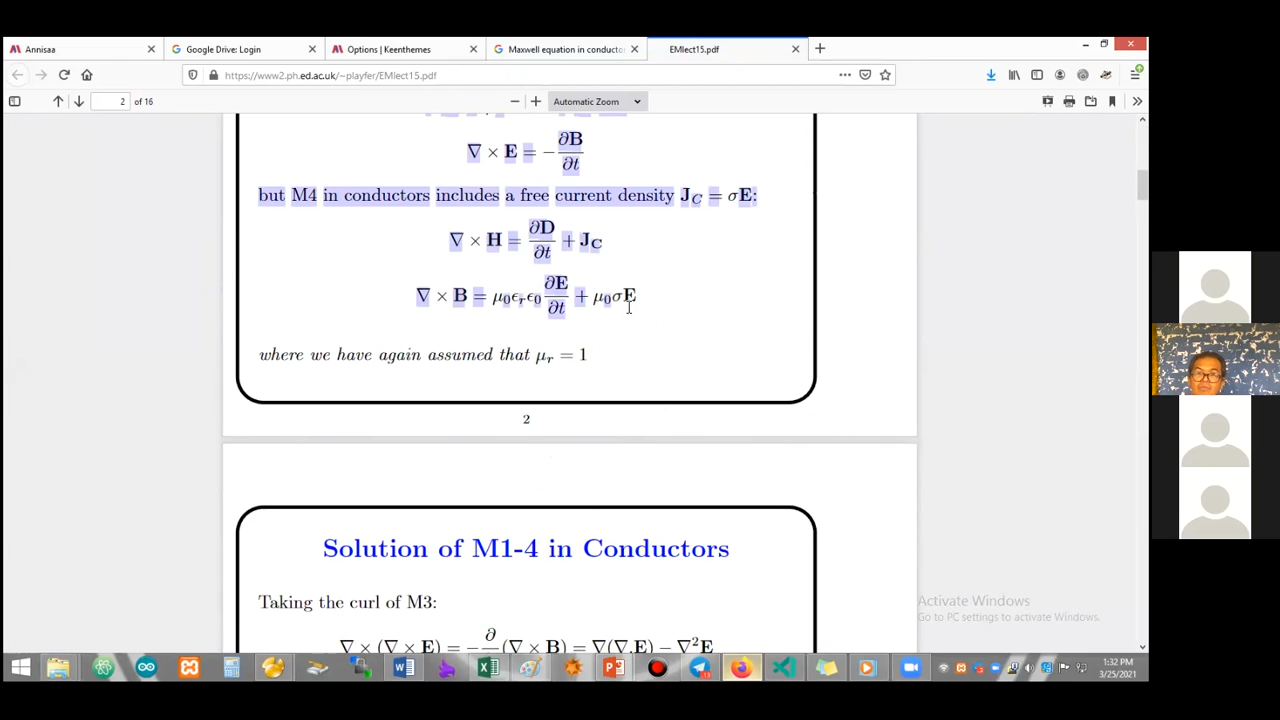 Annisaa
Google Drive: Login
Options | Keenthemes
Maxwell equation in conducto
EMlect15.pdf
https://www2.ph.ed.ac.uk/~playfer/EMlect15.pdf
2 of 16
Automatic Zoom
∇ × E = − ∂B/∂t
but M4 in conductors includes a free current density J_C = σE:
∇ × H = ∂D/∂t + J_C
∇ × B = μ₀ϵᵣϵ₀ ∂E/∂t + μ₀σE
where we have again assumed that μᵣ = 1
2
Solution of M1-4 in Conductors
Taking the curl of M3:
∇ × (∇ × E) = − ∂ (∇ × B) = ∇(∇.E) − ∇²E
Activate Windows
Go to PC settings to activate Windows.
1:32 PM
3/25/2021